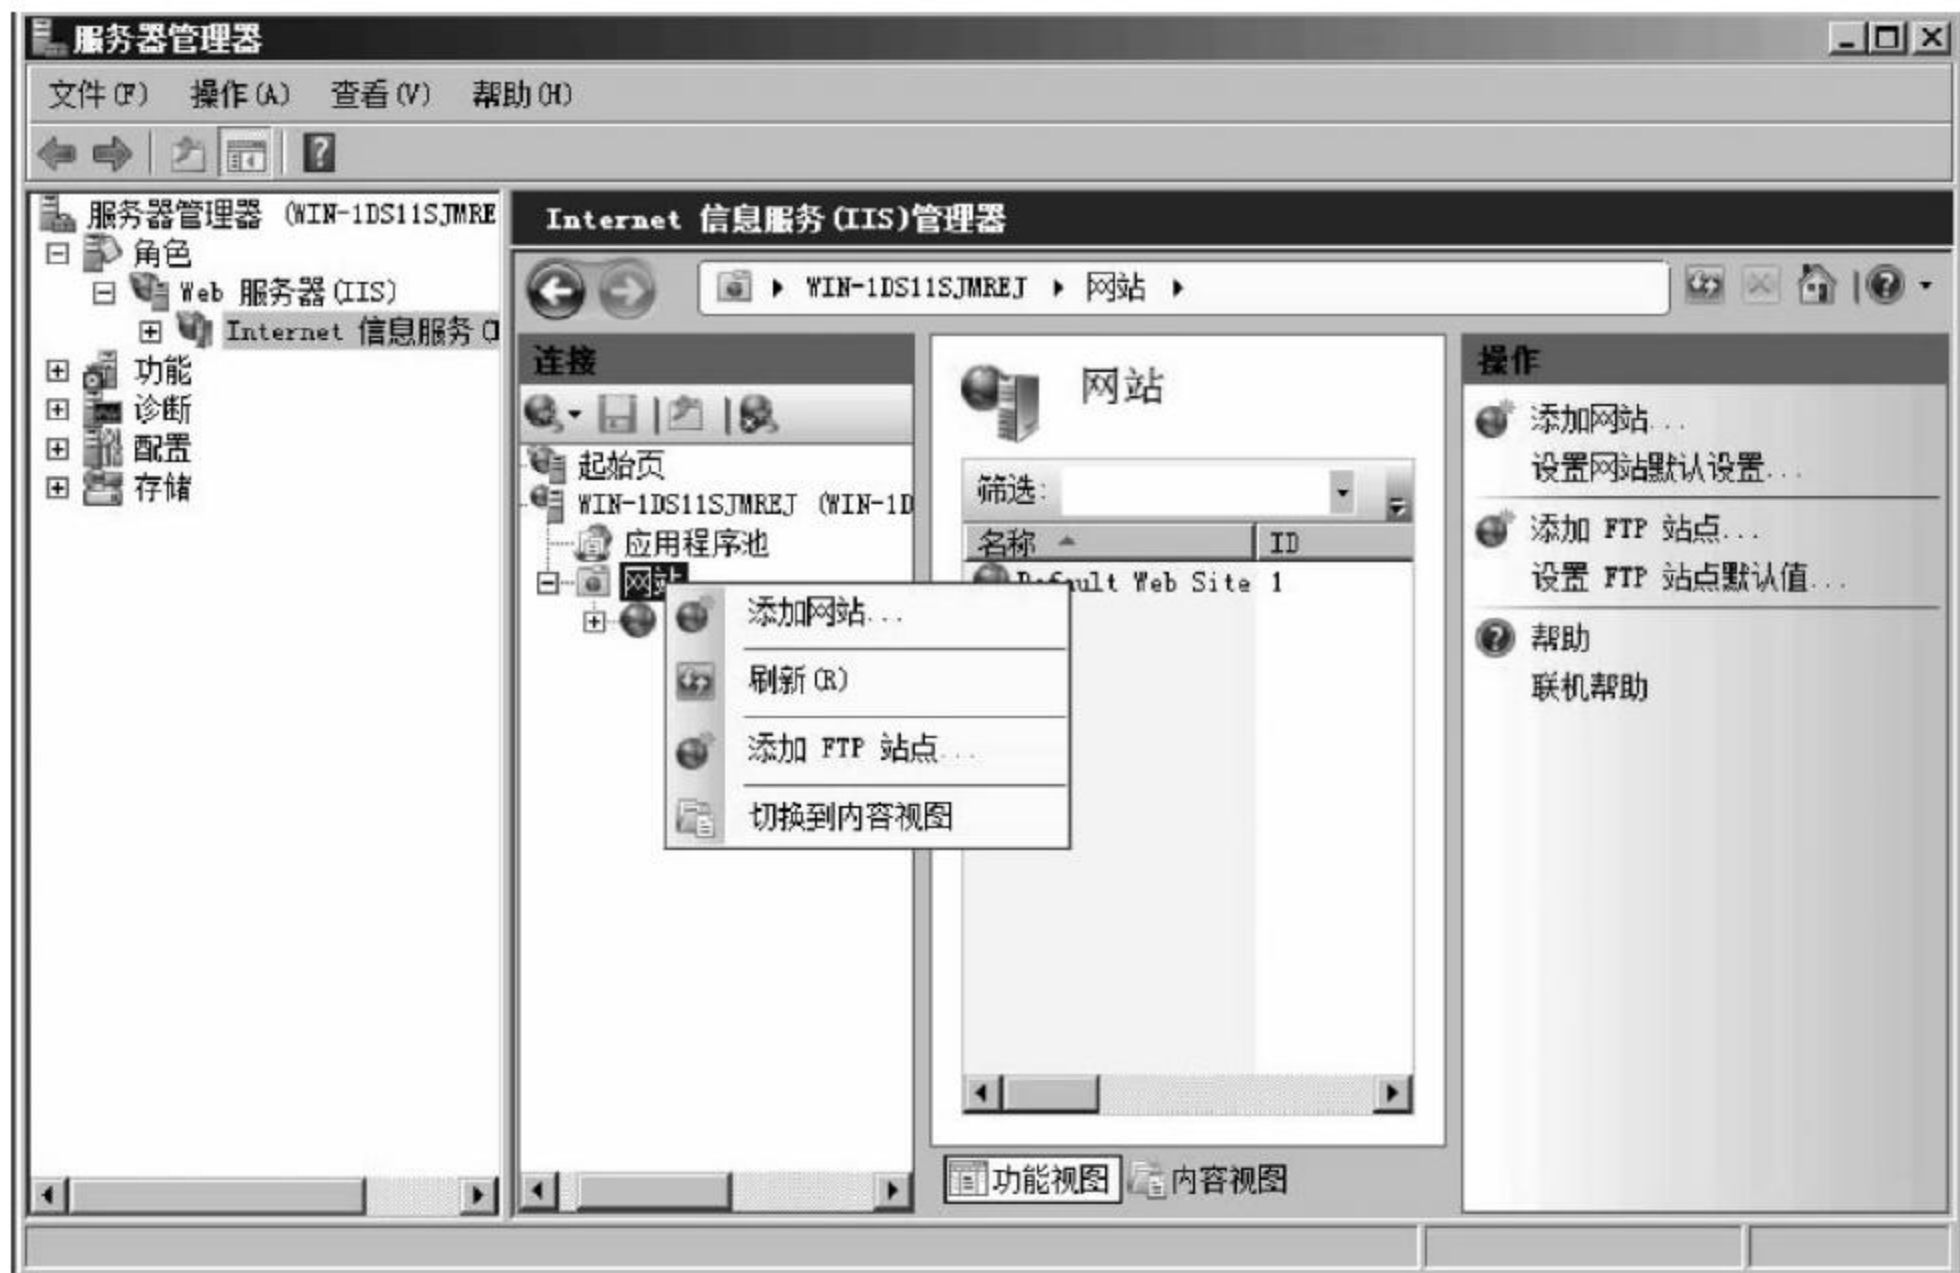 服务器管理器
文件(F) 操作(A) 查看(V) 帮助(H)
服务器管理器 (WIN-1DS11SJMRE
角色
Web 服务器(IIS)
Internet 信息服务(I
功能
诊断
配置
存储
Internet 信息服务(IIS)管理器
WIN-1DS11SJMREJ 网站
连接
起始页
WIN-1DS11SJMREJ (WIN-1D
应用程序池
网站
添加网站...
刷新(R)
添加 FTP 站点...
切换到内容视图
网站
筛选:
名称 ID
Default Web Site 1
功能视图 内容视图
操作
添加网站...
设置网站默认设置...
添加 FTP 站点...
设置 FTP 站点默认值...
帮助
联机帮助